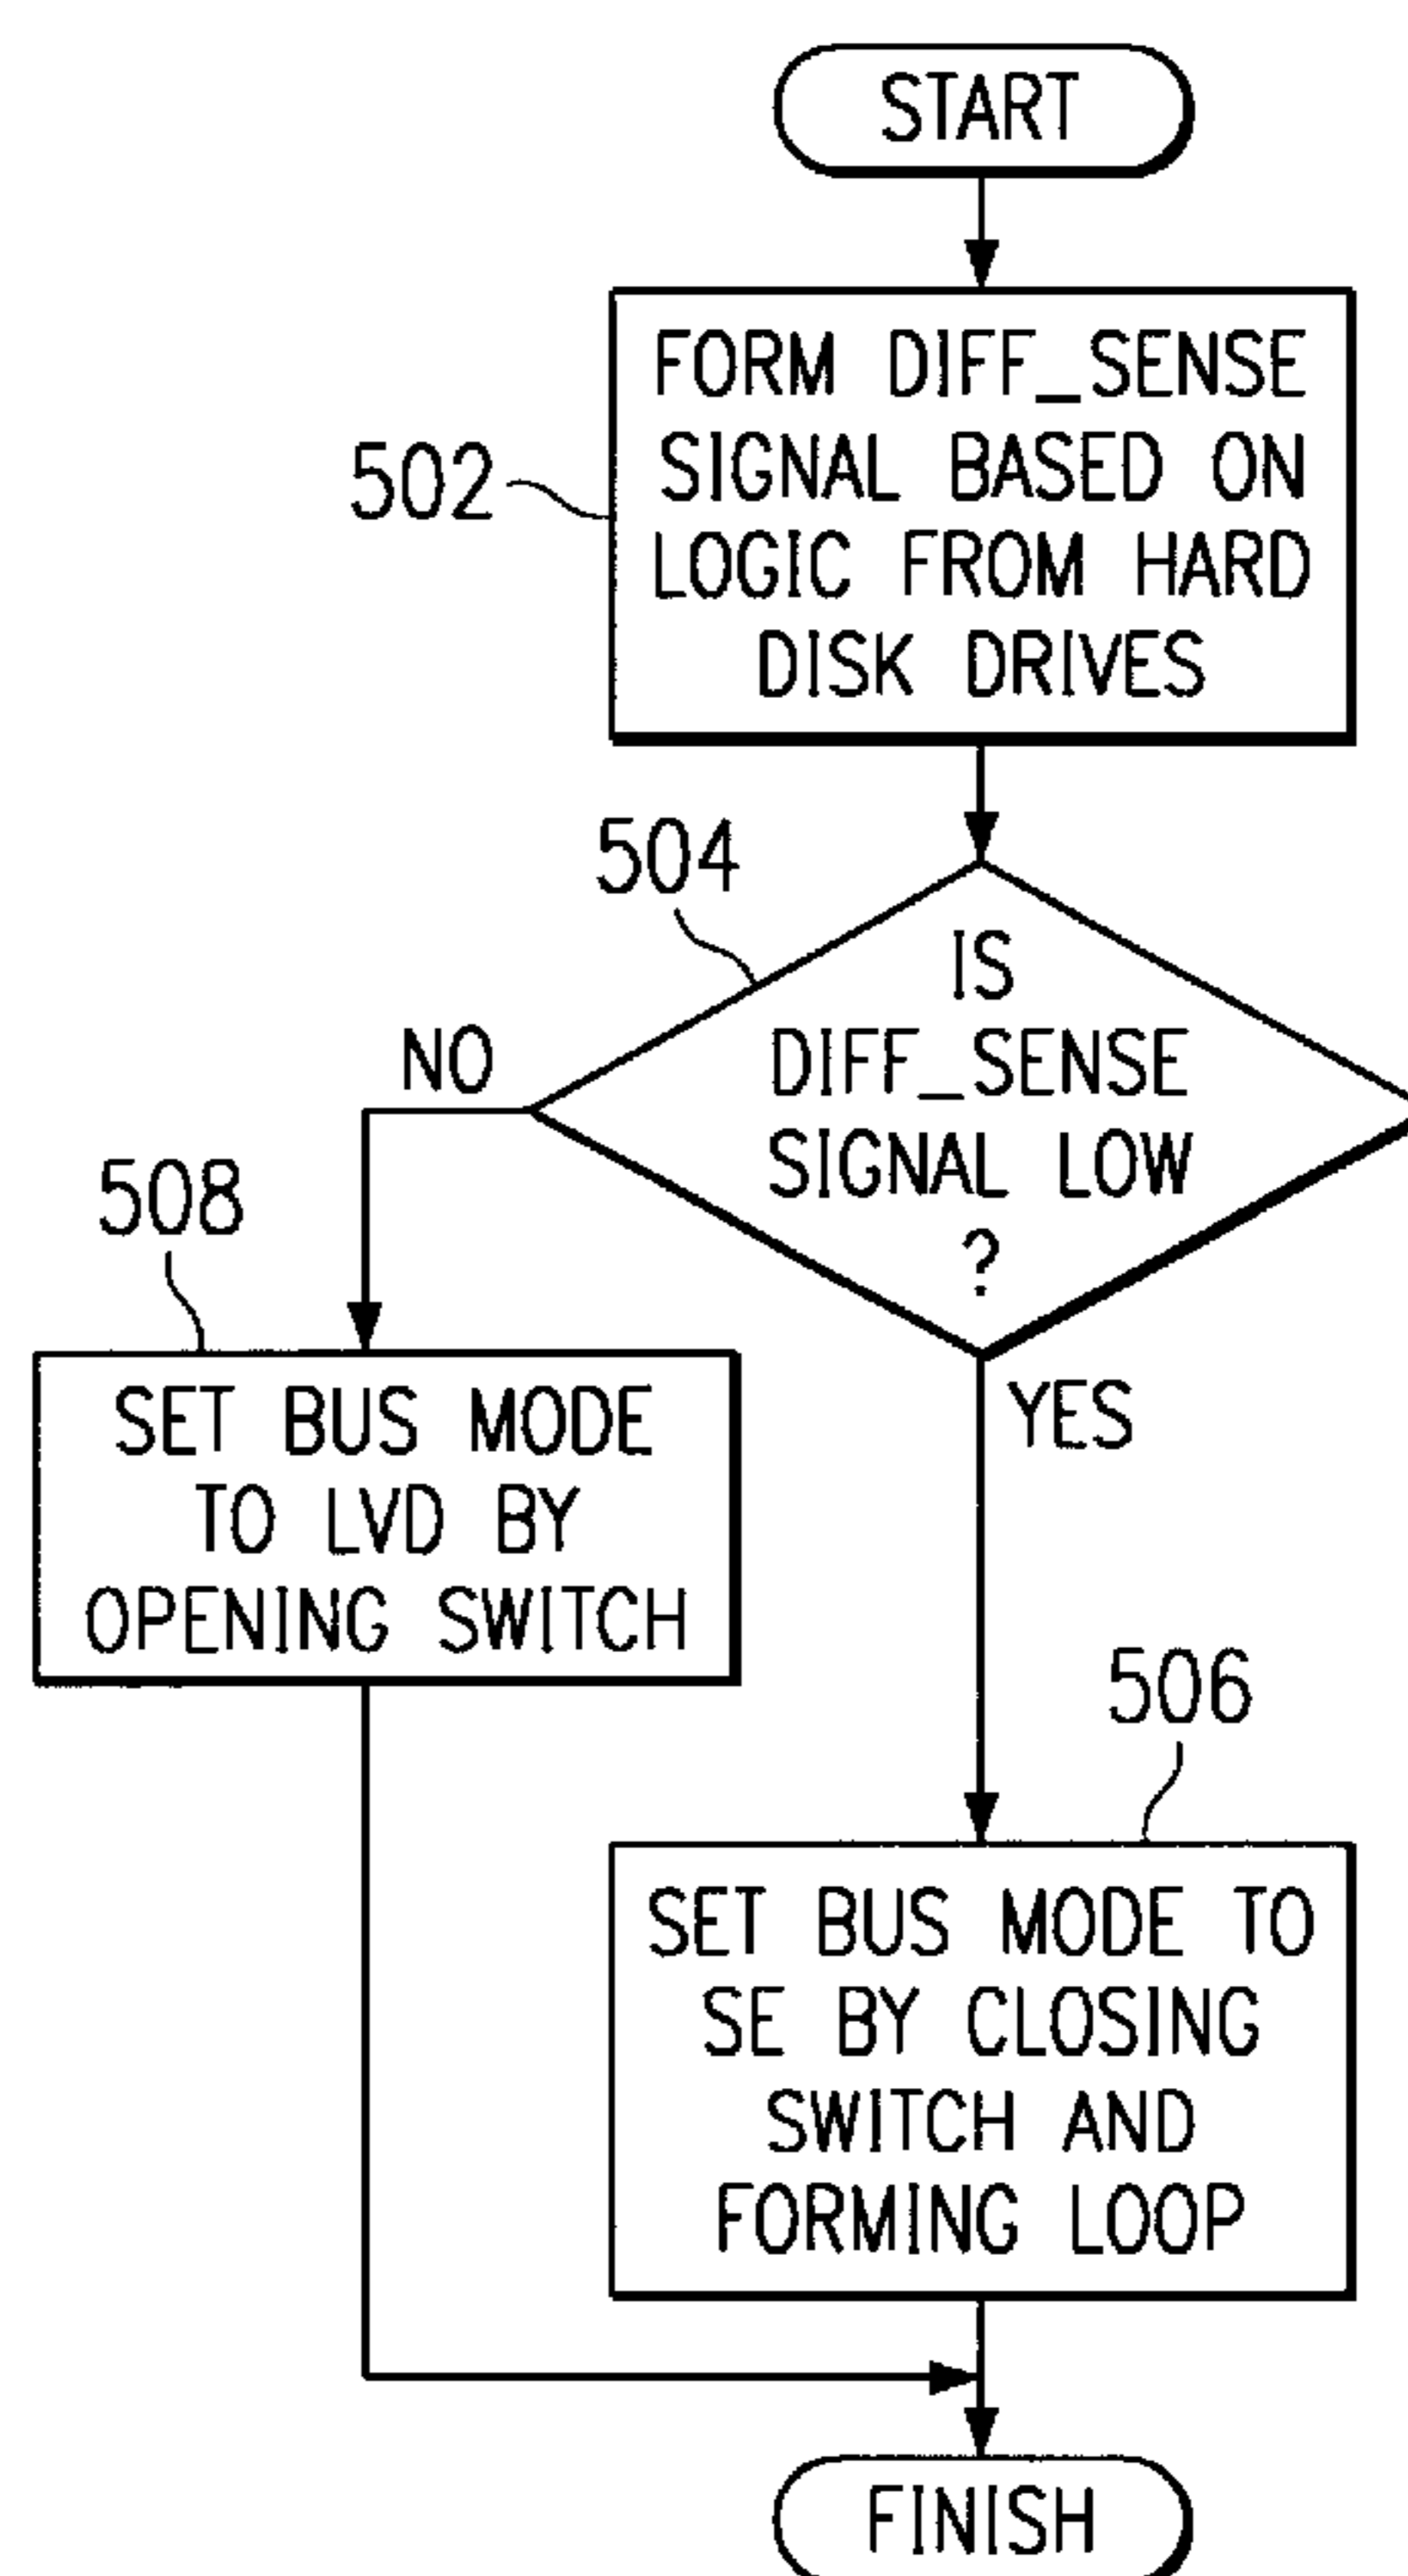 START
FORM DIFF_SENSE
SIGNAL BASED ON
LOGIC FROM HARD
DISK DRIVES
502
504
IS
DIFF_SENSE
SIGNAL LOW
?
NO
YES
508
SET BUS MODE
TO LVD BY
OPENING SWITCH
506
SET BUS MODE TO
SE BY CLOSING
SWITCH AND
FORMING LOOP
FINISH